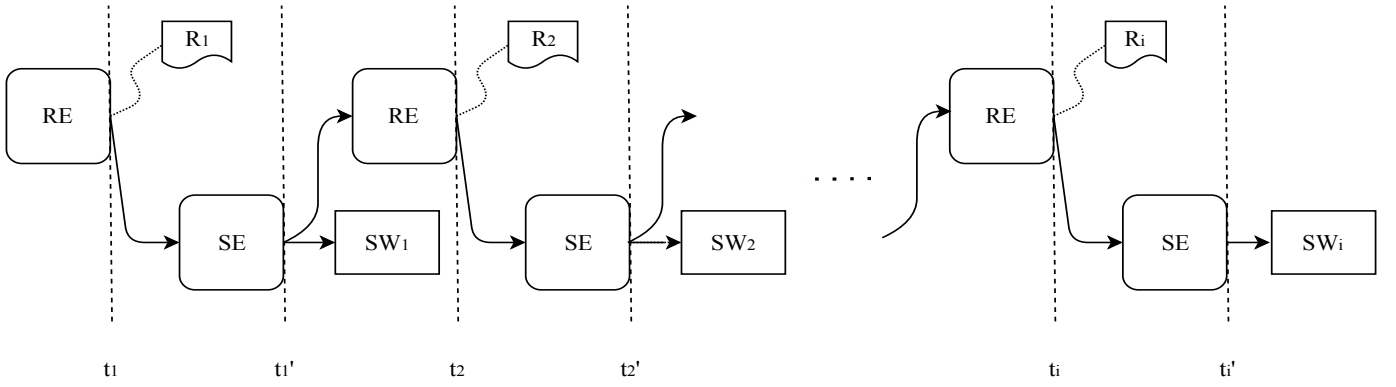 R1
R2
Ri
RE
RE
RE
. . . .
SE
SW1
SE
SW2
SE
SWi
t1
t1'
t2
t2'
ti
ti'